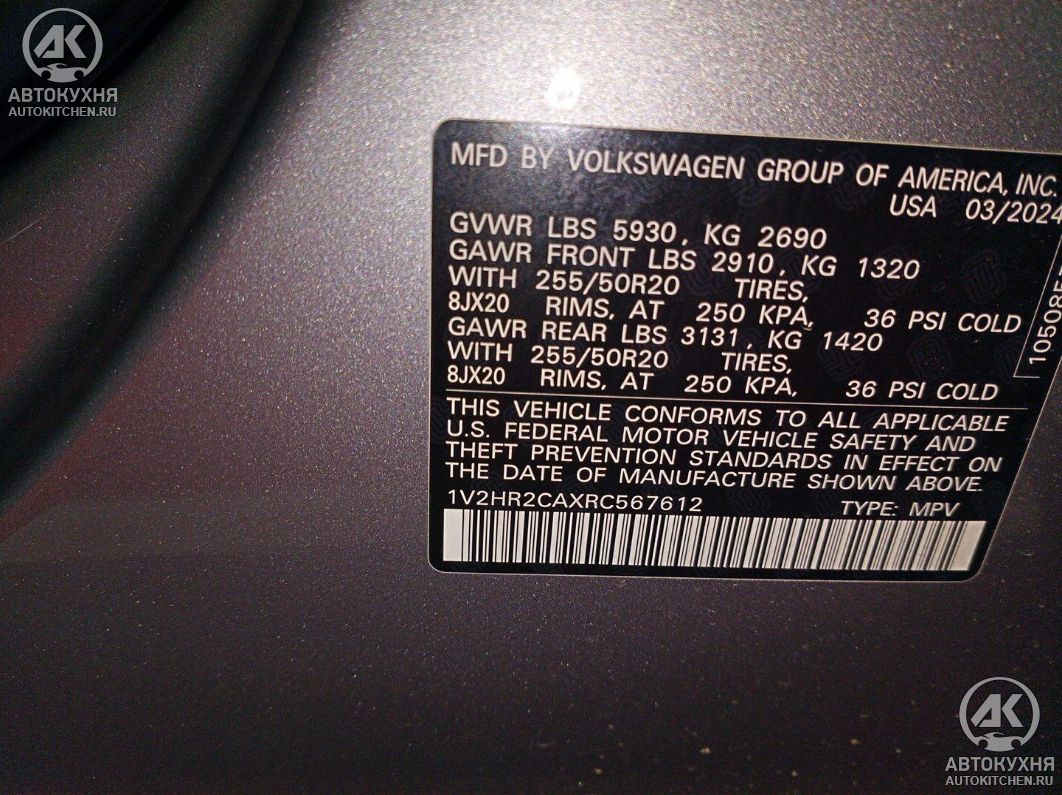 AK
АВТОКУХНЯ
AUTOKITCHEN.RU
MFD BY VOLKSWAGEN GROUP OF AMERICA, INC.
USA 03/2024
GVWR LBS 5930, KG 2690
GAWR FRONT LBS 2910, KG 1320
WITH 255/50R20 TIRES,
8JX20 RIMS, AT 250 KPA, 36 PSI COLD
GAWR REAR LBS 3131, KG 1420
WITH 255/50R20 TIRES,
8JX20 RIMS, AT 250 KPA, 36 PSI COLD
THIS VEHICLE CONFORMS TO ALL APPLICABLE
U.S. FEDERAL MOTOR VEHICLE SAFETY AND
THEFT PREVENTION STANDARDS IN EFFECT ON
THE DATE OF MANUFACTURE SHOWN ABOVE.
1V2HR2CAXRC567612 TYPE: MPV
AK
АВТОКУХНЯ
AUTOKITCHEN.RU